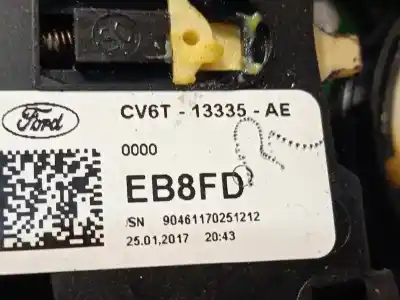 Ford
CV6T - 13335 - AE
0000
EB8FD
/SN 90461170251212
25.01.2017 20:43